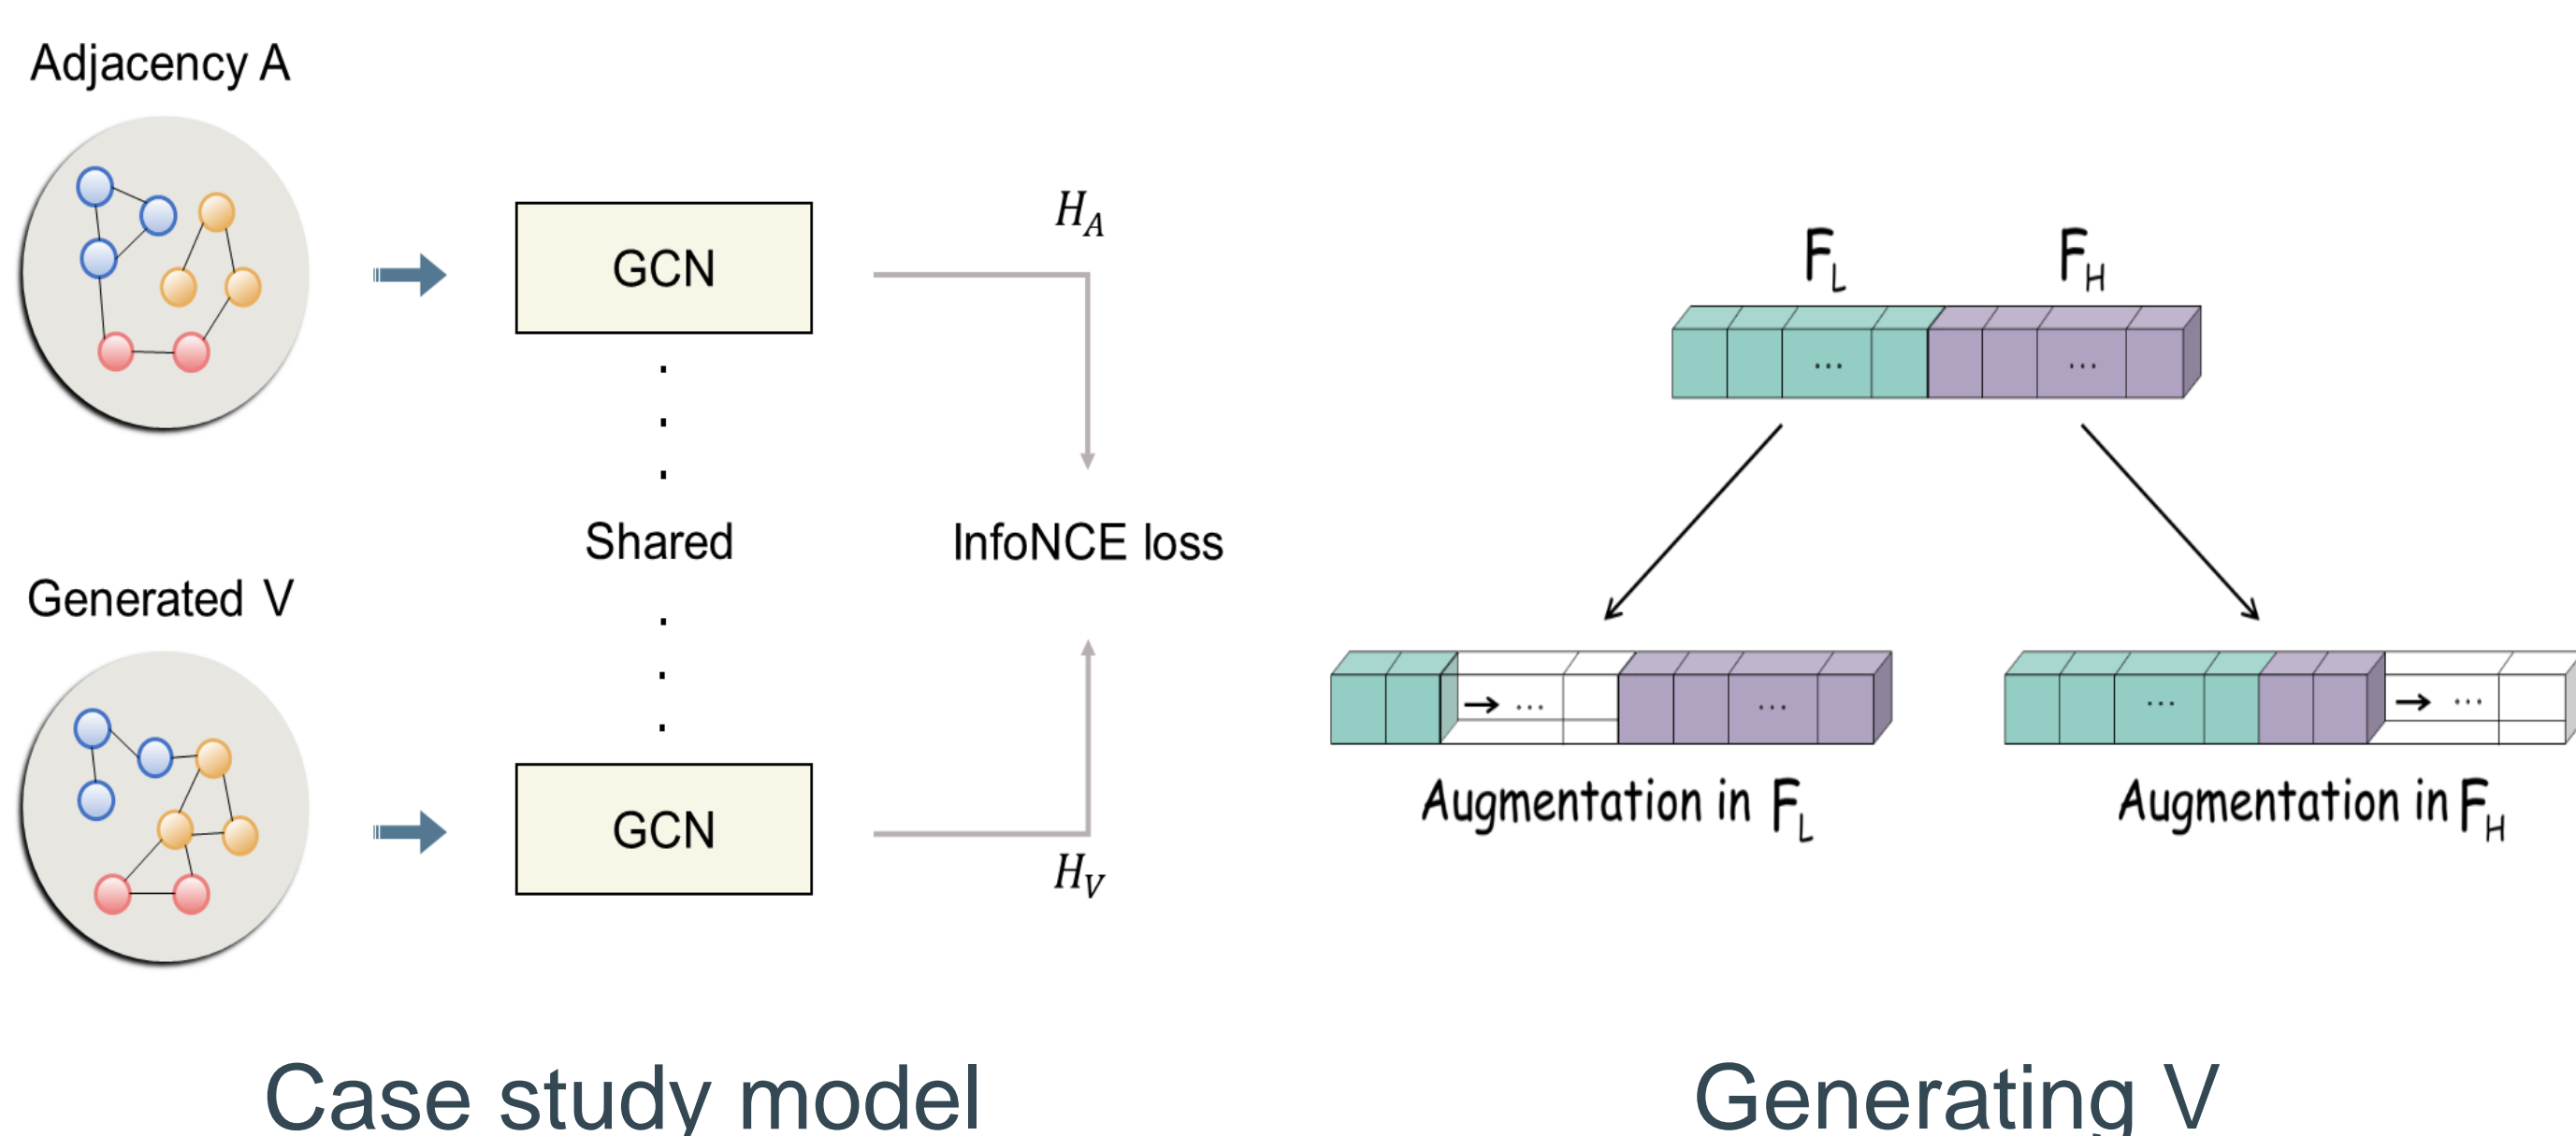 Adjacency A
GCN
H_A
.
.
.
Shared
InfoNCE loss
Generated V
.
.
.
GCN
H_V
Case study model
F_L
F_H
...
...
→ ...
...
...
→ ...
Augmentation in F_L
Augmentation in F_H
Generating V